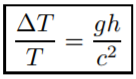 ΔT/T = gh/c²